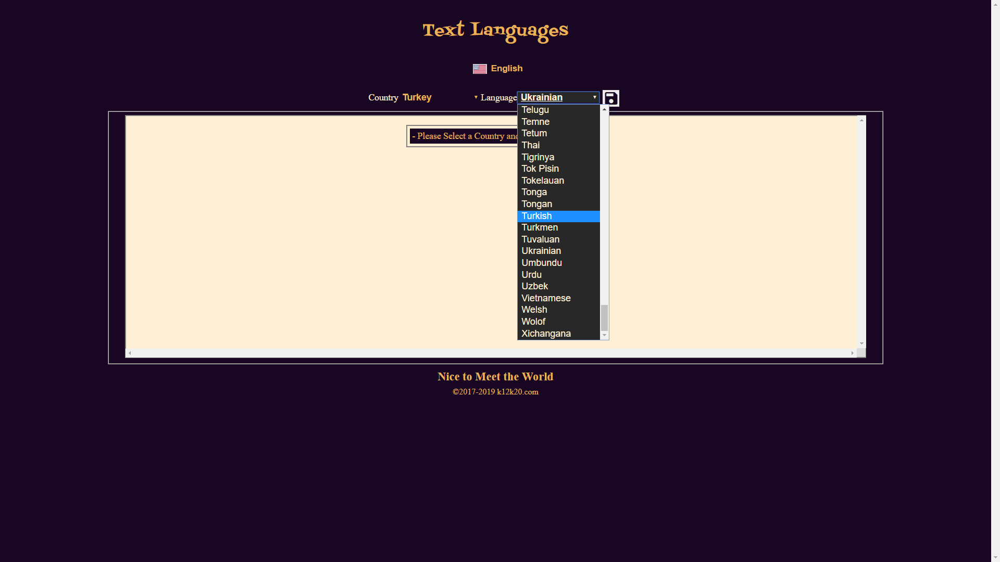 Text Languages
English
Country Turkey Language Ukrainian
- Please Select a Country and
Telugu
Temne
Tetum
Thai
Tigrinya
Tok Pisin
Tokelauan
Tonga
Tongan
Turkish
Turkmen
Tuvaluan
Ukrainian
Umbundu
Urdu
Uzbek
Vietnamese
Welsh
Wolof
Xichangana
Nice to Meet the World
©2017-2019 k12k20.com